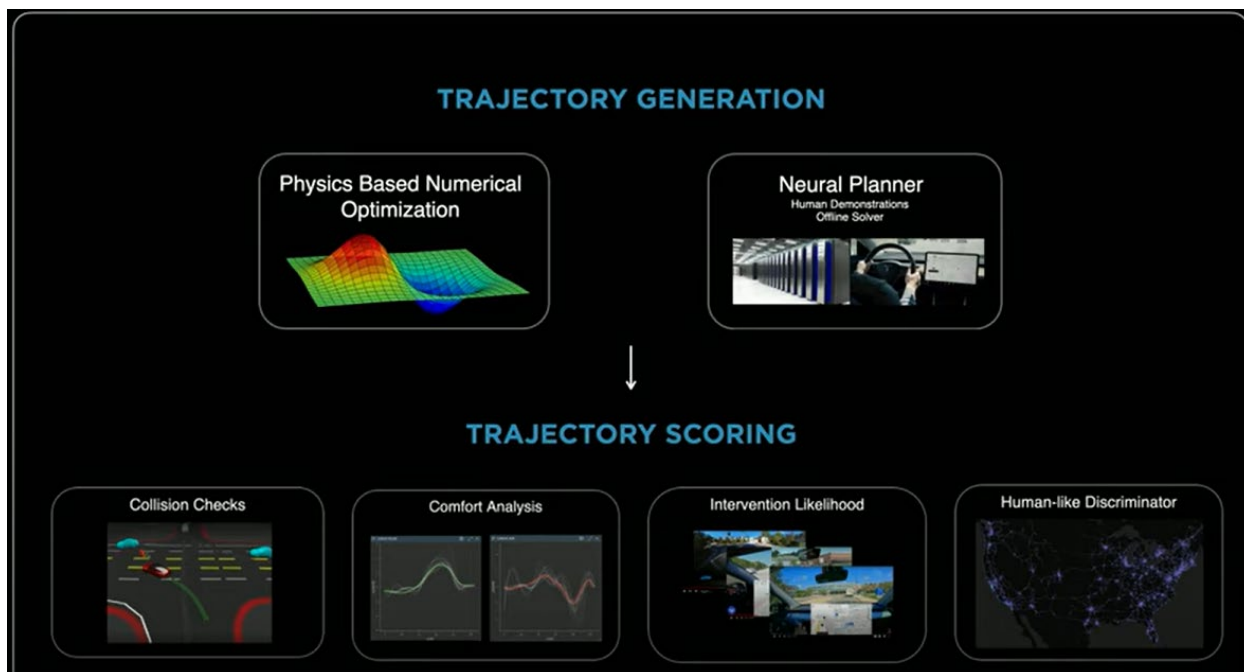 TRAJECTORY GENERATION
Physics Based Numerical
Optimization
Neural Planner
Human Demonstrations
Offline Solver
TRAJECTORY SCORING
Collision Checks
Comfort Analysis
Intervention Likelihood
Human-like Discriminator